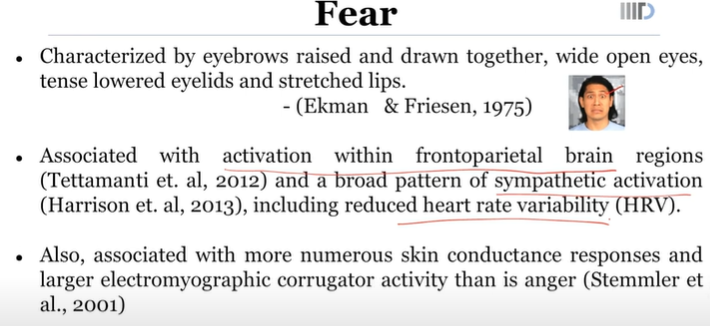 Fear
• Characterized by eyebrows raised and drawn together, wide open eyes,
tense lowered eyelids and stretched lips.
- (Ekman & Friesen, 1975)
• Associated with activation within frontoparietal brain regions
(Tettamanti et. al, 2012) and a broad pattern of sympathetic activation
(Harrison et. al, 2013), including reduced heart rate variability (HRV).
• Also, associated with more numerous skin conductance responses and
larger electromyographic corrugator activity than is anger (Stemmler et
al., 2001)